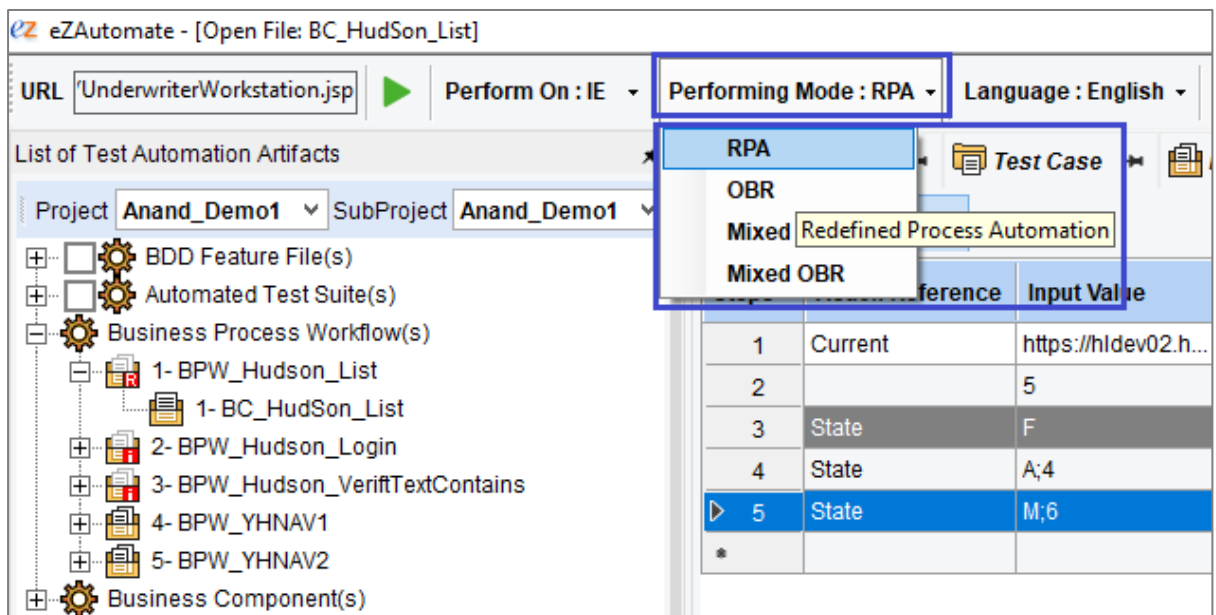 eZ eZAutomate - [Open File: BC_HudSon_List]
URL /UnderwriterWorkstation.jsp Perform On : IE Performing Mode : RPA Language : English
List of Test Automation Artifacts
RPA
Test Case
OBR
Project Anand_Demo1 SubProject Anand_Demo1
Mixed
Redefined Process Automation
Mixed OBR
BDD Feature File(s)
Automated Test Suite(s)
Business Process Workflow(s)
1- BPW_Hudson_List
1- BC_HudSon_List
2- BPW_Hudson_Login
3- BPW_Hudson_VeriftTextContains
4- BPW_YHNAV1
5- BPW_YHNAV2
Business Component(s)
Input Value
1 Current https://hldev02.h...
2 5
3 State F
4 State A;4
5 State M;6